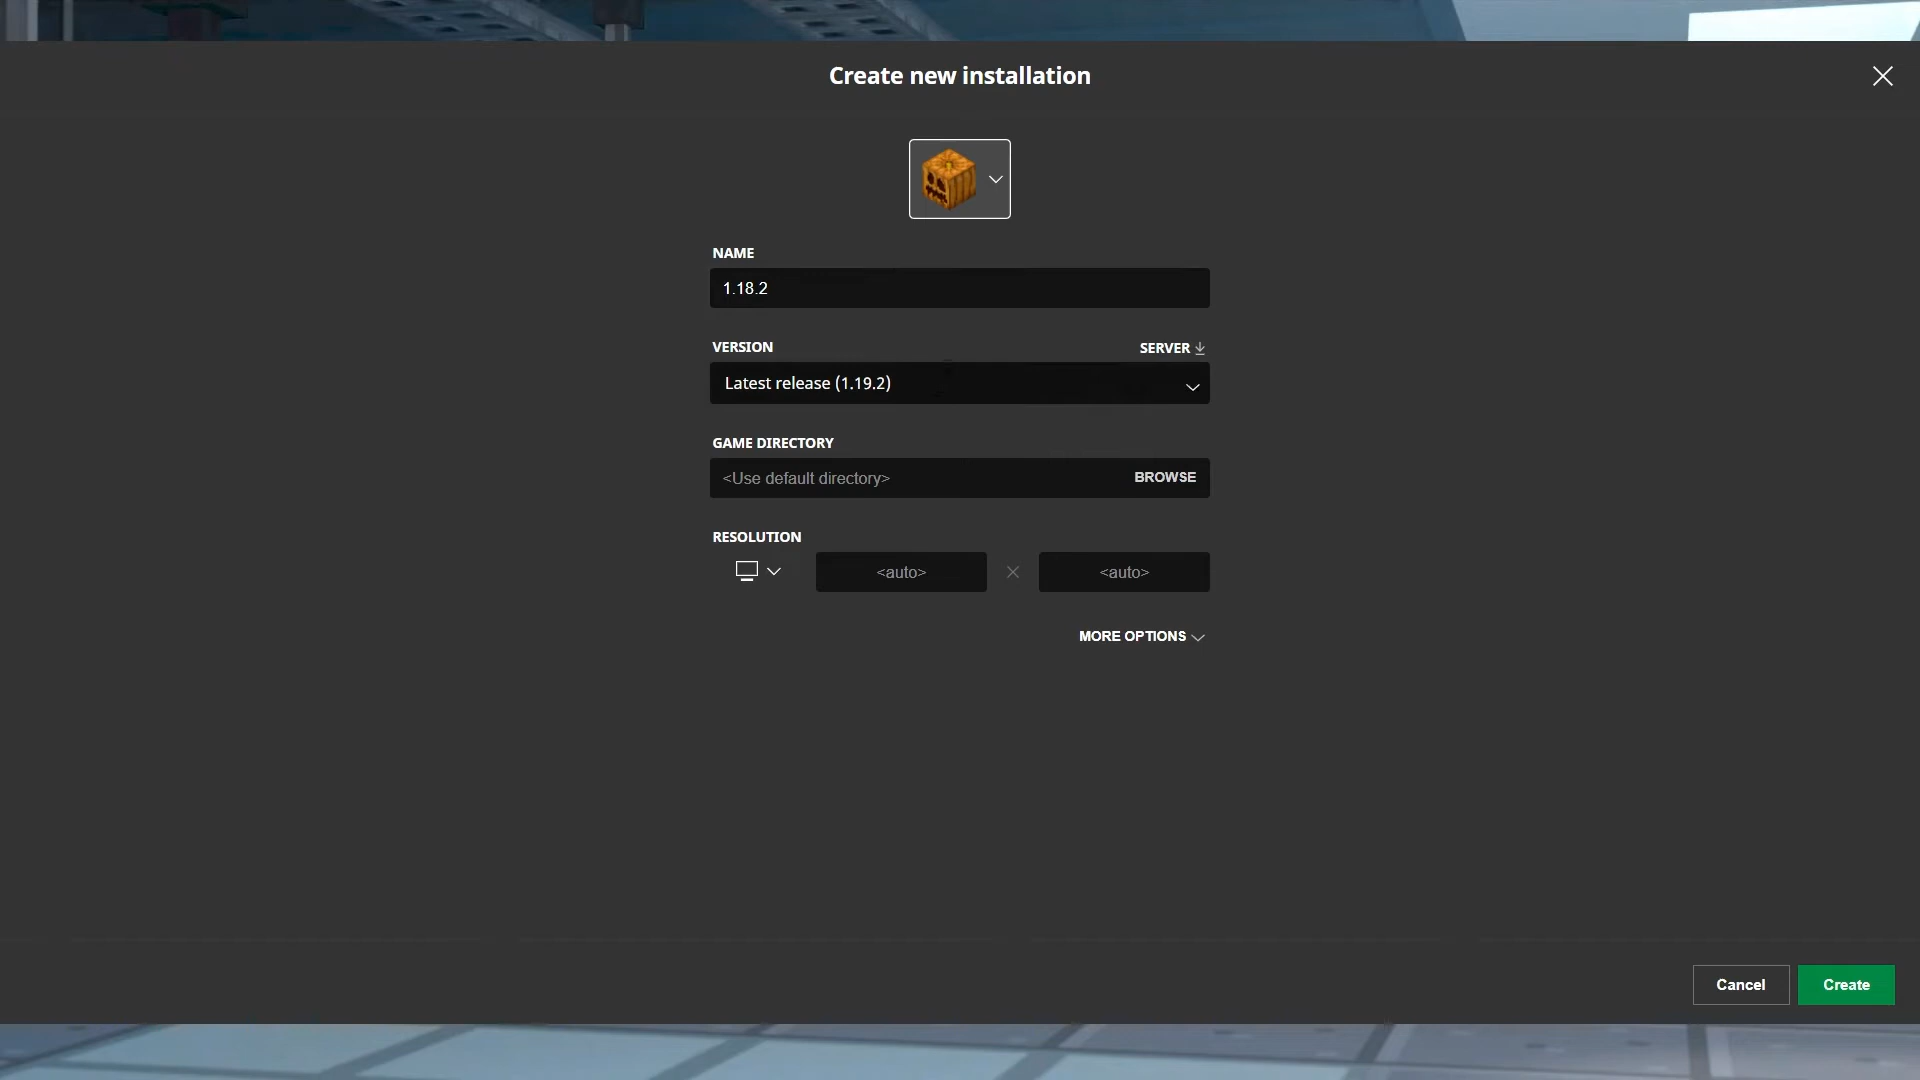 Create new installation
NAME
1.18.2
VERSION
SERVER
Latest release (1.19.2)
GAME DIRECTORY
<Use default directory>
BROWSE
RESOLUTION
<auto>
<auto>
MORE OPTIONS
Cancel
Create